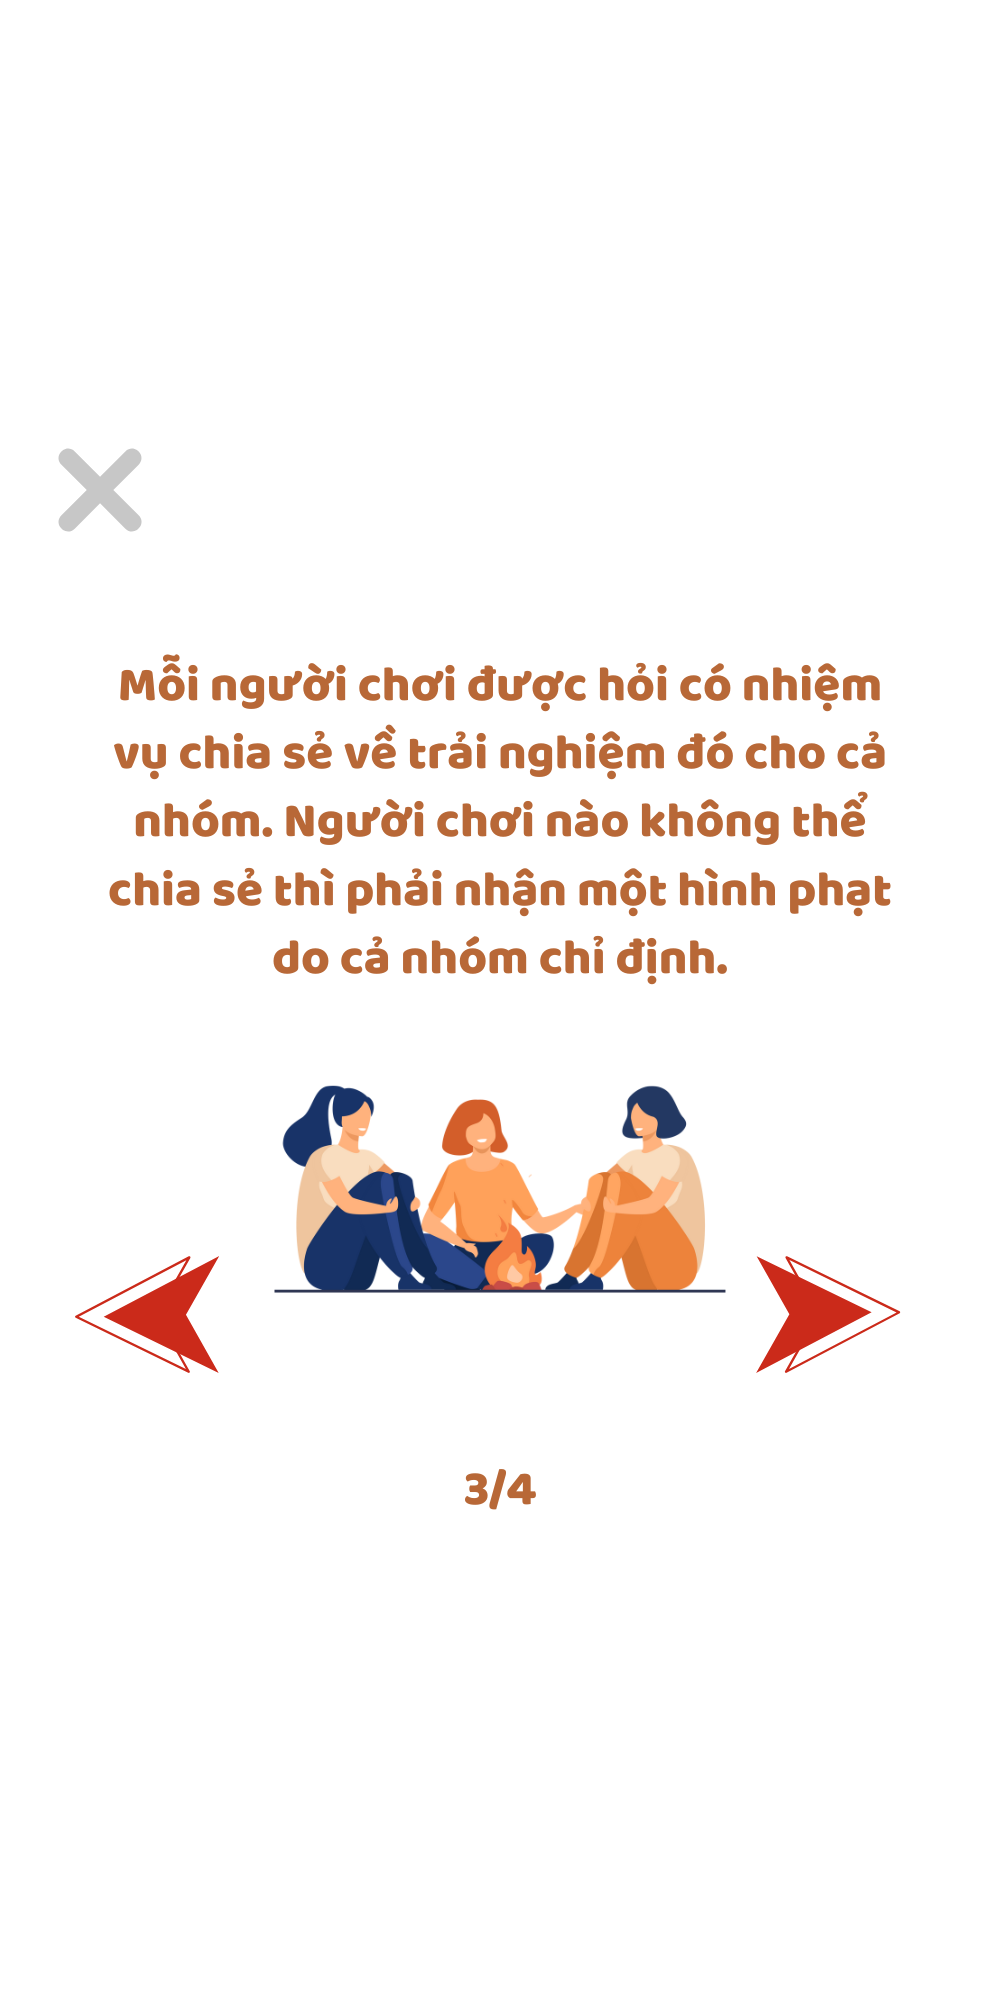 Mỗi người chơi được hỏi có nhiệm
vụ chia sẻ về trải nghiệm đó cho cả
nhóm. Người chơi nào không thể
chia sẻ thì phải nhận một hình phạt
do cả nhóm chỉ định.
3/4